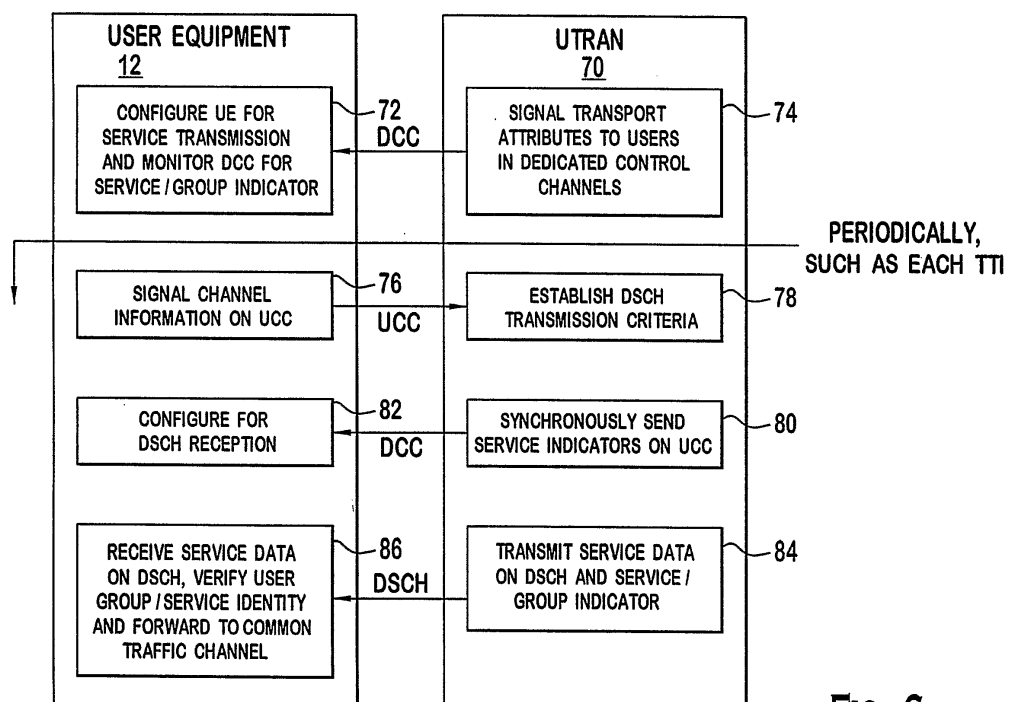 USER EQUIPMENT
12
UTRAN
70
CONFIGURE UE FOR
SERVICE TRANSMISSION
AND MONITOR DCC FOR
SERVICE/GROUP INDICATOR
72
DCC
SIGNAL TRANSPORT
ATTRIBUTES TO USERS
IN DEDICATED CONTROL
CHANNELS
74
PERIODICALLY,
SUCH AS EACH TTI
SIGNAL CHANNEL
INFORMATION ON UCC
76
UCC
ESTABLISH DSCH
TRANSMISSION CRITERIA
78
CONFIGURE FOR
DSCH RECEPTION
82
DCC
SYNCHRONOUSLY SEND
SERVICE INDICATORS ON UCC
80
RECEIVE SERVICE DATA
ON DSCH, VERIFY USER
GROUP/SERVICE IDENTITY
AND FORWARD TO COMMON
TRAFFIC CHANNEL
86
DSCH
TRANSMIT SERVICE DATA
ON DSCH AND SERVICE/
GROUP INDICATOR
84